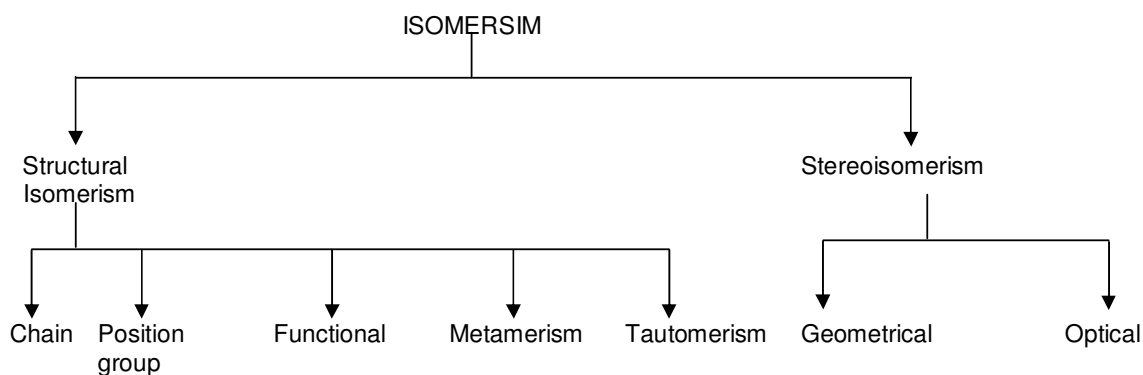 ISOMERSIM
Structural
Isomerism
Stereoisomerism
Chain
Position
group
Functional
Metamerism
Tautomerism
Geometrical
Optical